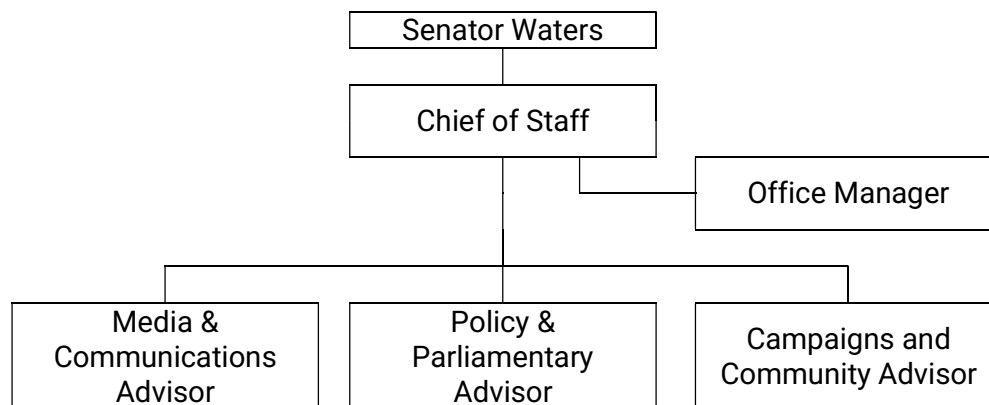 Senator Waters
Chief of Staff
Office Manager
Media &
Communications
Advisor
Policy &
Parliamentary
Advisor
Campaigns and
Community Advisor